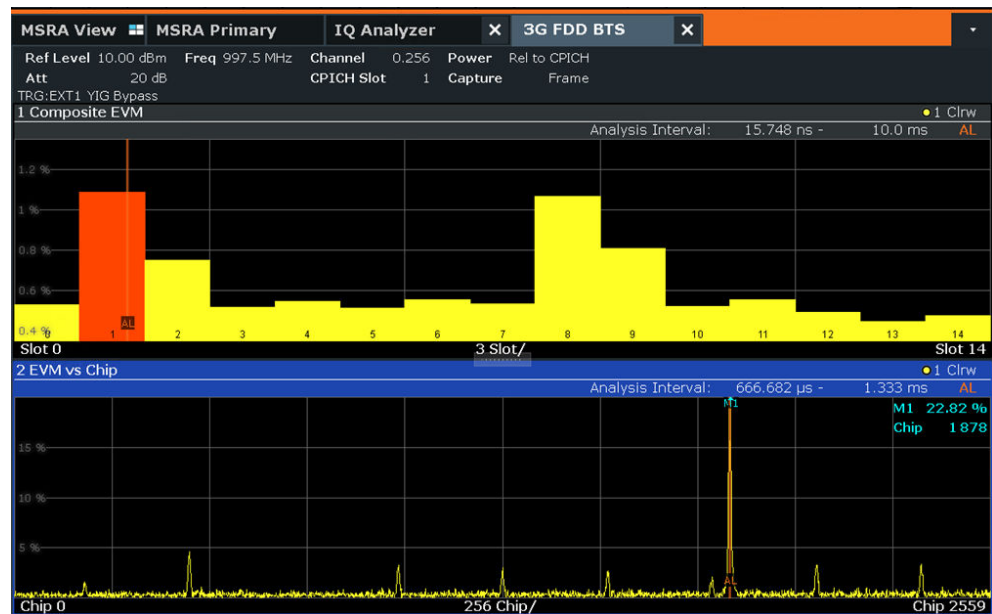 MSRA View MSRA Primary IQ Analyzer × 3G FDD BTS ×
Ref Level 10.00 dBm Freq 997.5 MHz Channel 0.256 Power Rel to CPICH
Att 20 dB CPICH Slot 1 Capture Frame
TRG:EXT1 YIG Bypass
1 Composite EVM 1 Clrw
Analysis Interval: 15.748 ns - 10.0 ms AL
1.2 %
1 %
0.8 %
0.6 %
0.4 %
AL
0 1 2 3 4 5 6 7 8 9 10 11 12 13 14
Slot 0 3 Slot/ Slot 14
2 EVM vs Chip 1 Clrw
Analysis Interval: 666.682 µs - 1.333 ms AL
M1 M1 22.82 %
Chip 1878
15 %
10 %
5 %
AL
Chip 0 256 Chip/ Chip 2559